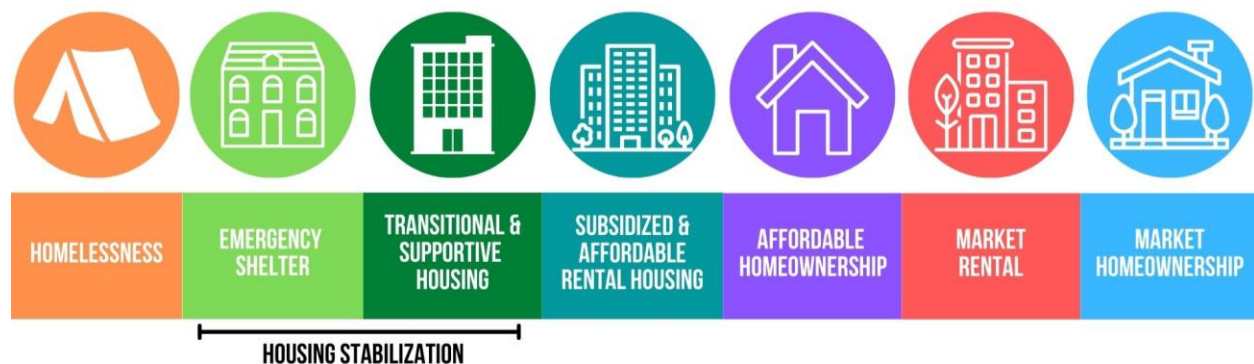 HOMELESSNESS
EMERGENCY
SHELTER
TRANSITIONAL &
SUPPORTIVE
HOUSING
SUBSIDIZED &
AFFORDABLE
RENTAL HOUSING
AFFORDABLE
HOMEOWNERSHIP
MARKET
RENTAL
MARKET
HOMEOWNERSHIP
HOUSING STABILIZATION